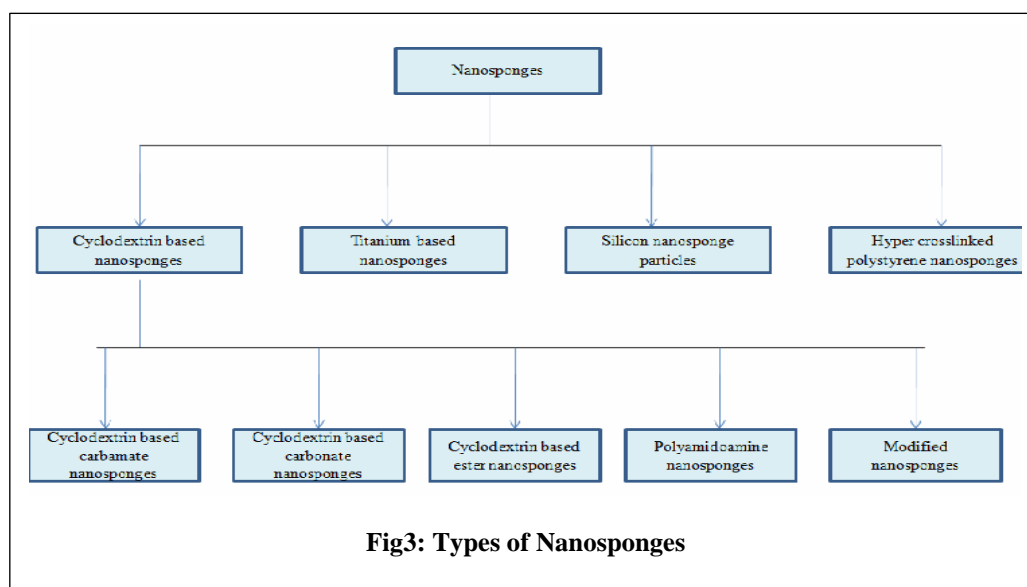 Nanosponges
Cyclodextrin based
nanosponges
Titanium based
nanosponges
Silicon nanosponge
particles
Hyper crosslinked
polystyrene nanosponges
Cyclodextrin based
carbamate nanosponges
Cyclodextrin based
carbonate nanosponges
Cyclodextrin based
ester nanosponges
Polyamidoamine
nanosponges
Modified
nanosponges
Fig3: Types of Nanosponges